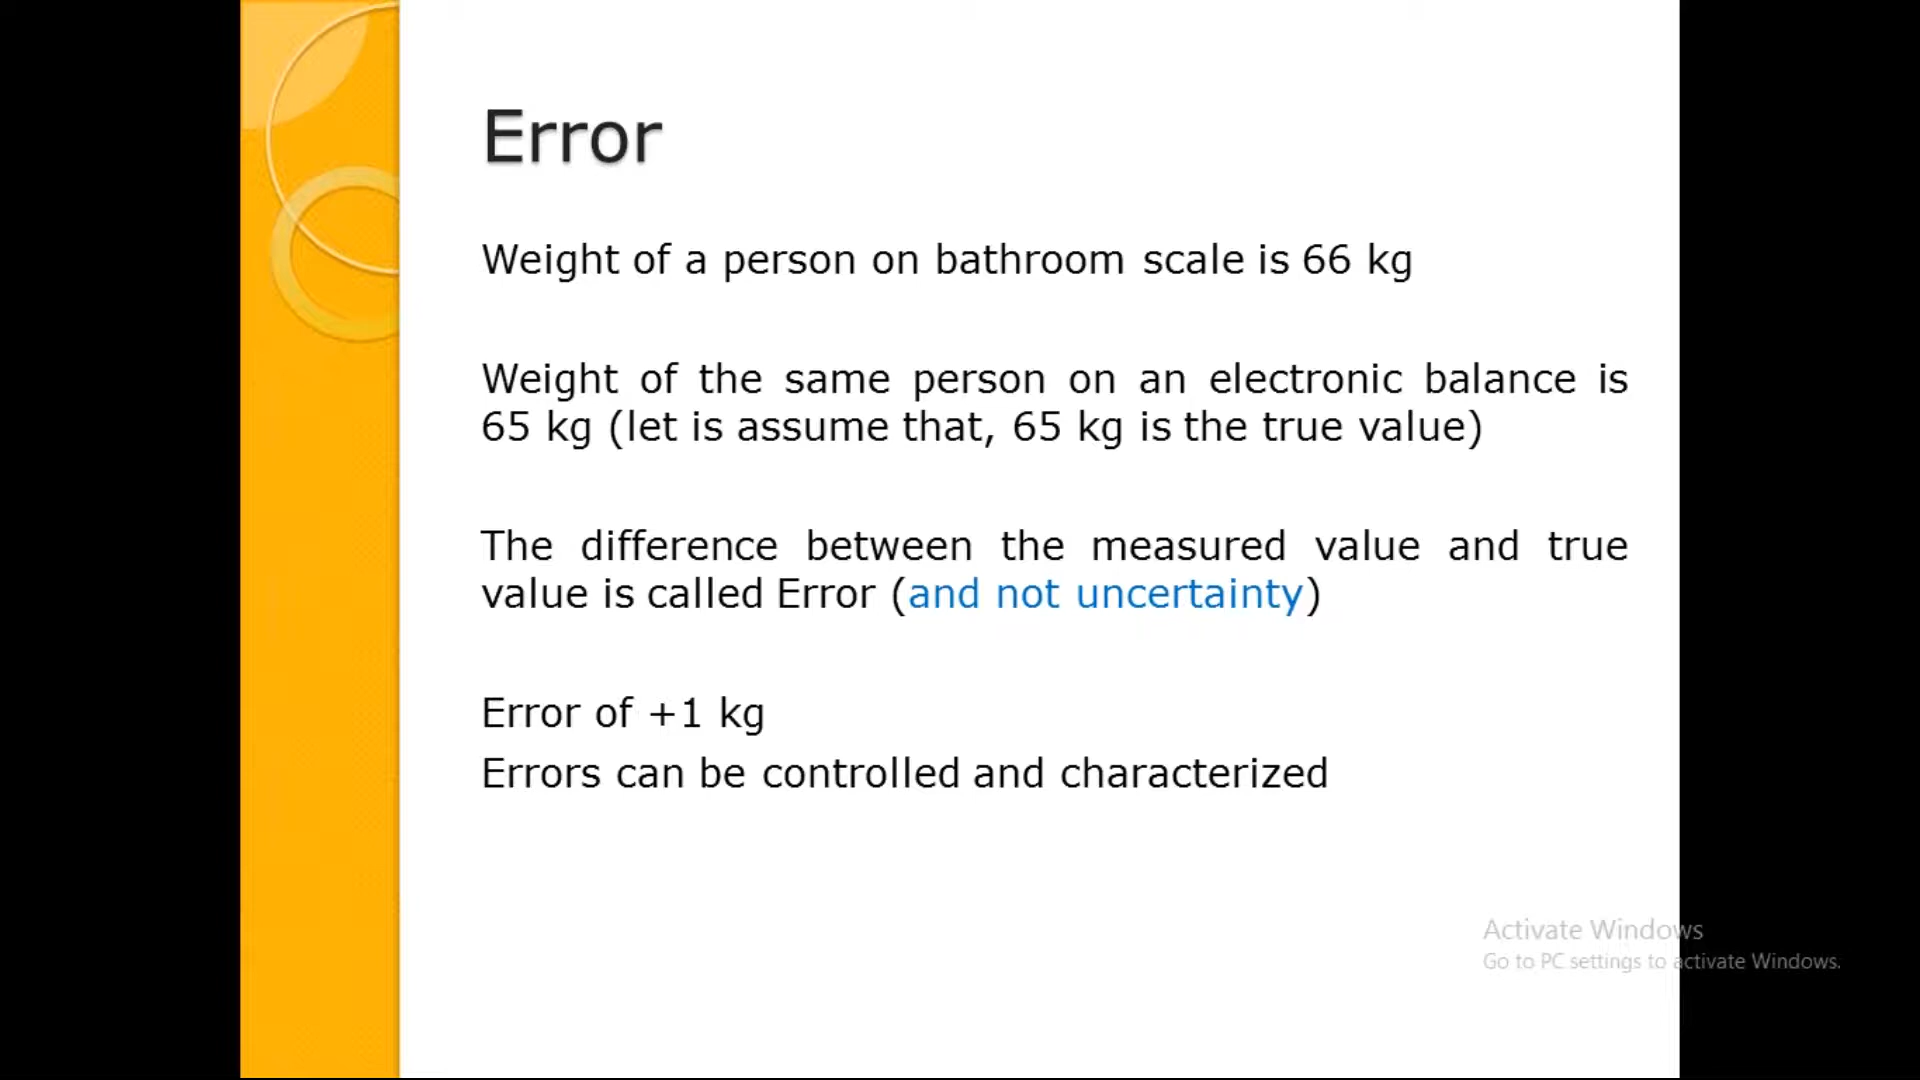 Error
Weight of a person on bathroom scale is 66 kg
Weight of the same person on an electronic balance is
65 kg (let is assume that, 65 kg is the true value)
The difference between the measured value and true
value is called Error (and not uncertainty)
Error of +1 kg
Errors can be controlled and characterized
Activate Windows
Go to PC settings to activate Windows.